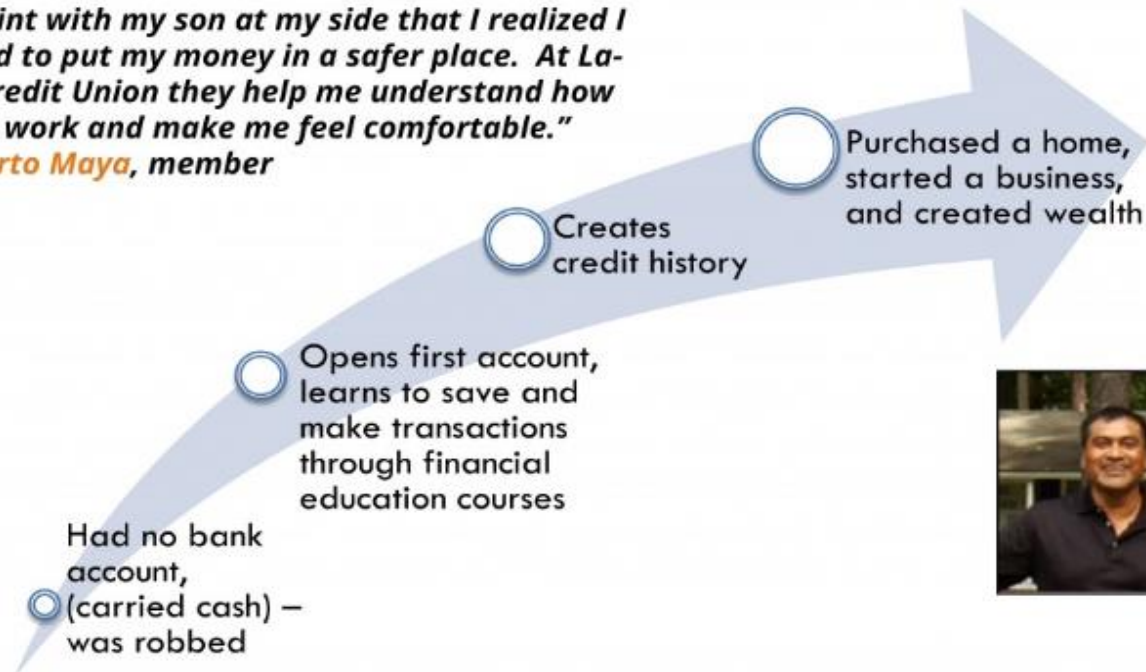 int with my son at my side that I realized I
d to put my money in a safer place.  At La-
redit Union they help me understand how
work and make me feel comfortable.”
rto Maya, member
Purchased a home,
started a business,
and created wealth
Creates
credit history
Opens first account,
learns to save and
make transactions
through financial
education courses
Had no bank
account,
(carried cash) –
was robbed